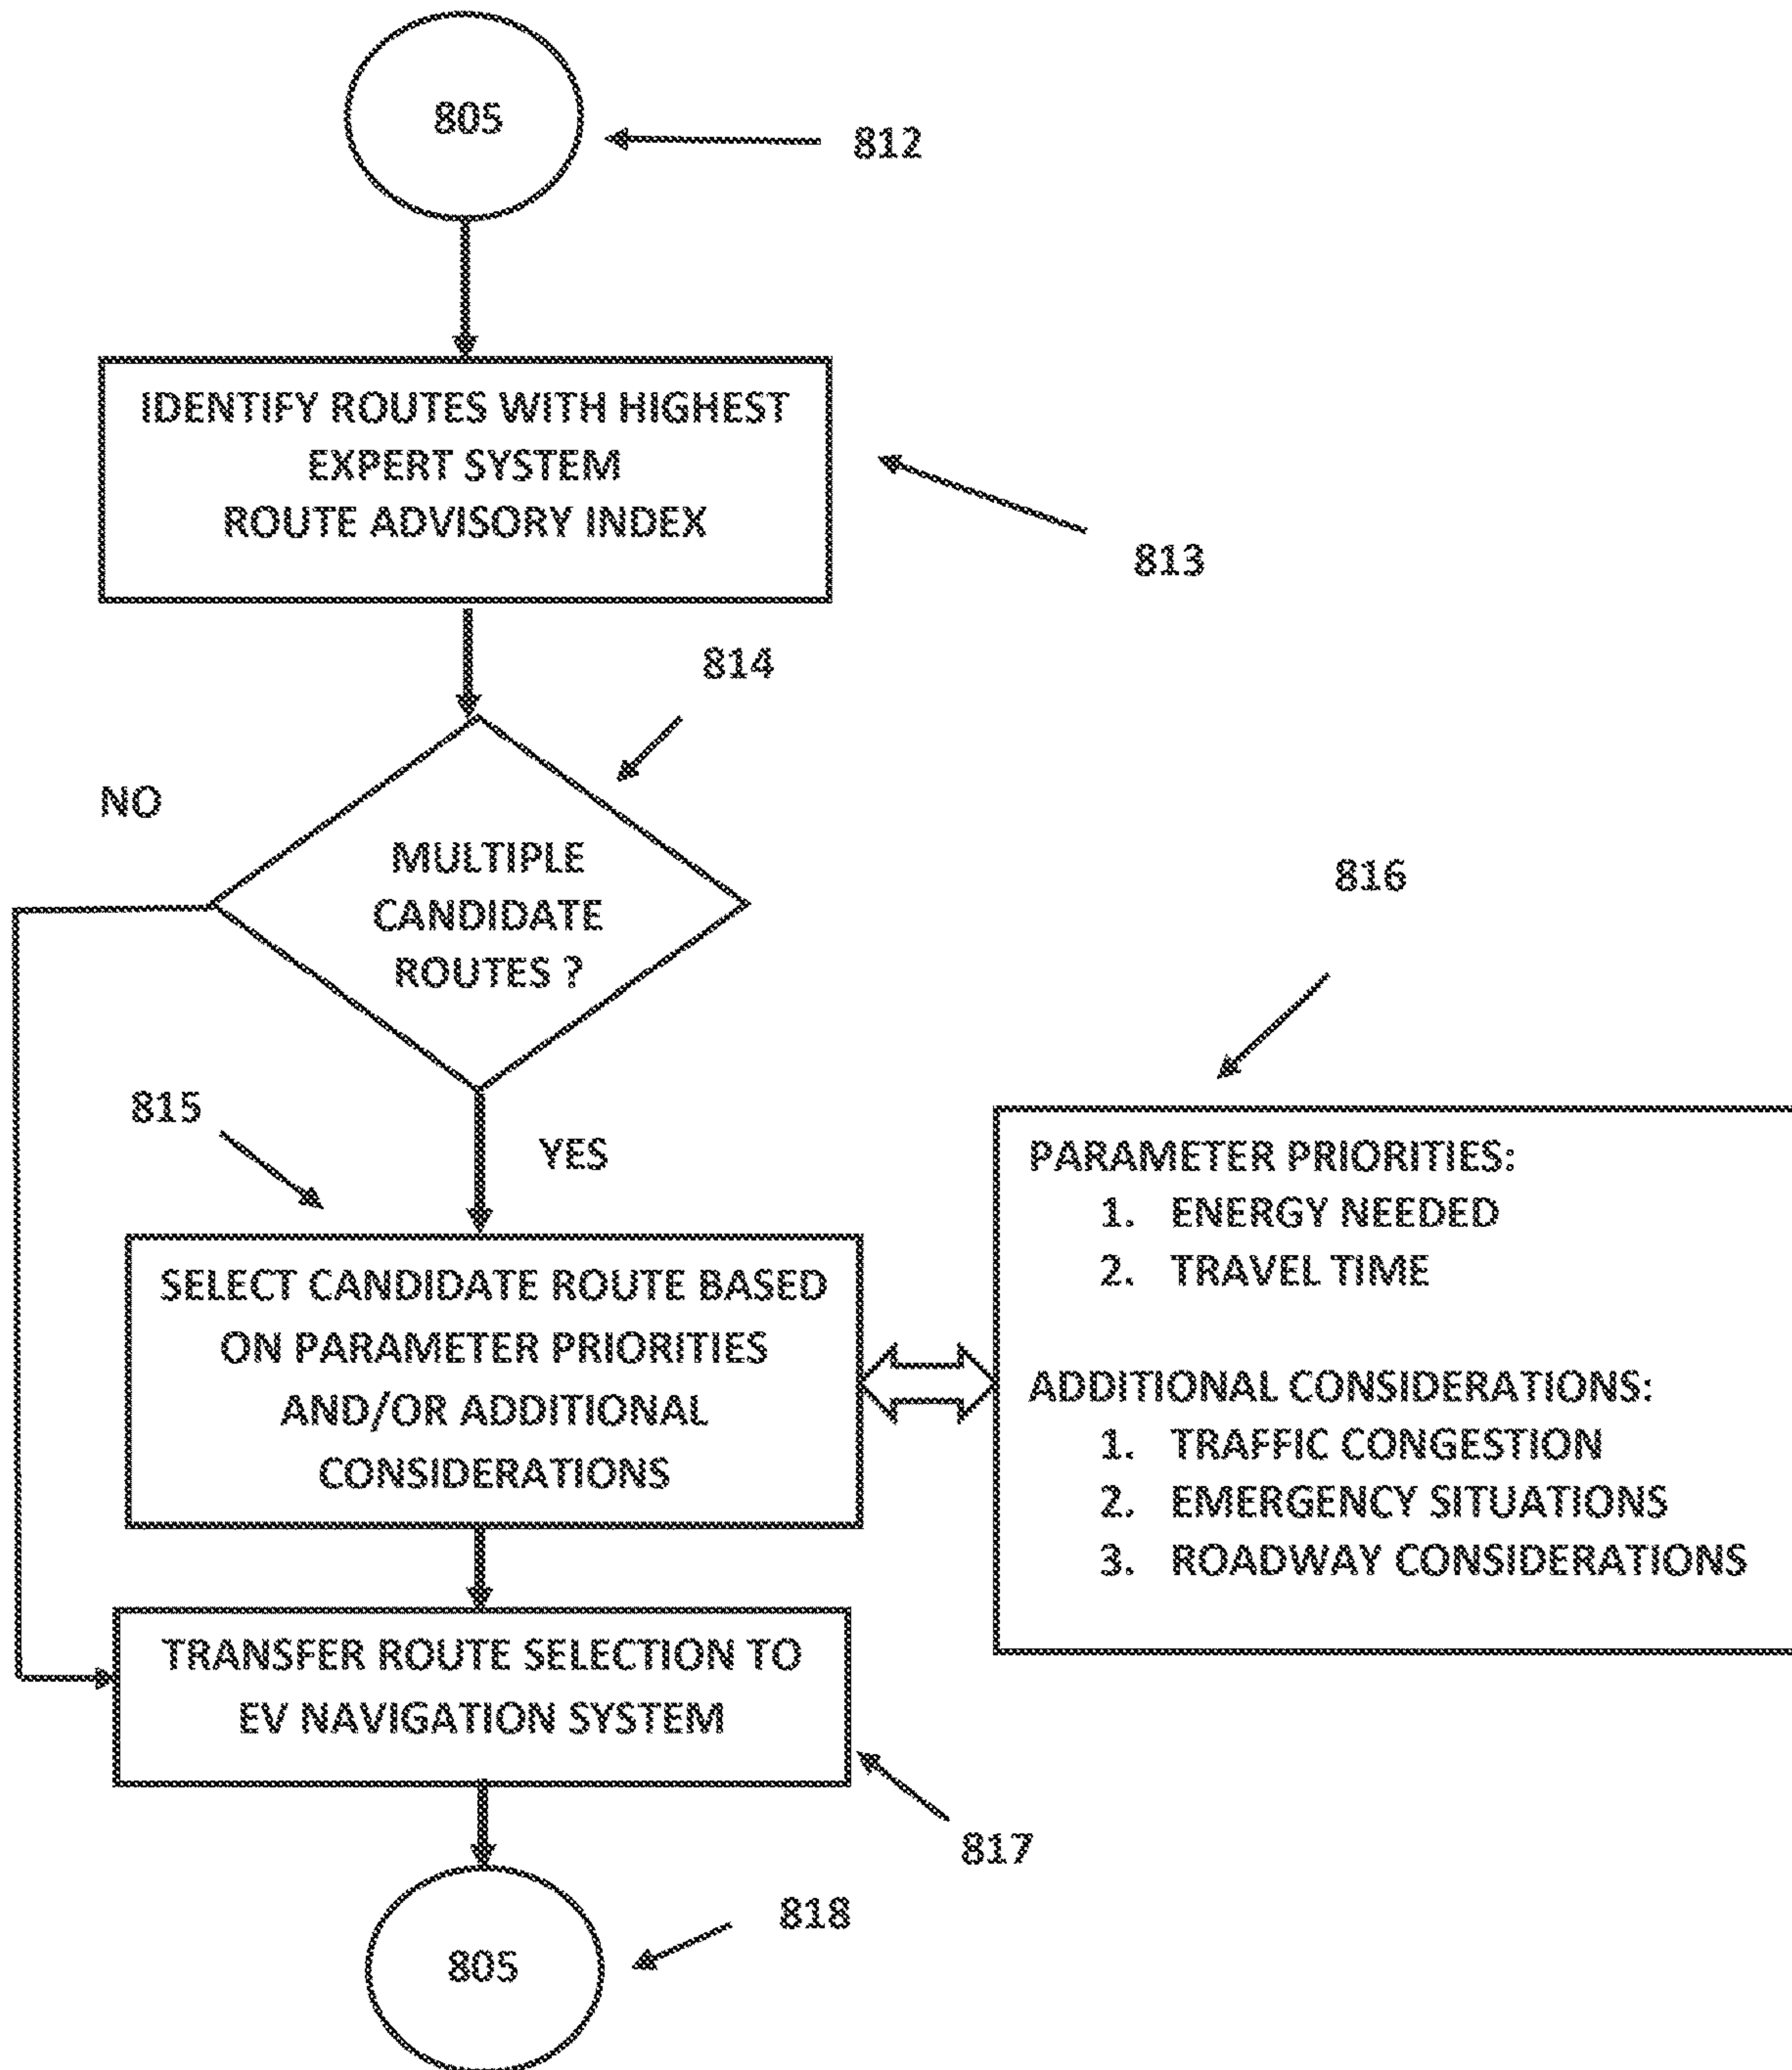 805
812
IDENTIFY ROUTES WITH HIGHEST
EXPERT SYSTEM
ROUTE ADVISORY INDEX
813
814
NO
MULTIPLE
CANDIDATE
ROUTES ?
816
815
YES
PARAMETER PRIORITIES:
1. ENERGY NEEDED
2. TRAVEL TIME
ADDITIONAL CONSIDERATIONS:
1. TRAFFIC CONGESTION
2. EMERGENCY SITUATIONS
3. ROADWAY CONSIDERATIONS
SELECT CANDIDATE ROUTE BASED
ON PARAMETER PRIORITIES
AND/OR ADDITIONAL
CONSIDERATIONS
TRANSFER ROUTE SELECTION TO
EV NAVIGATION SYSTEM
817
818
805